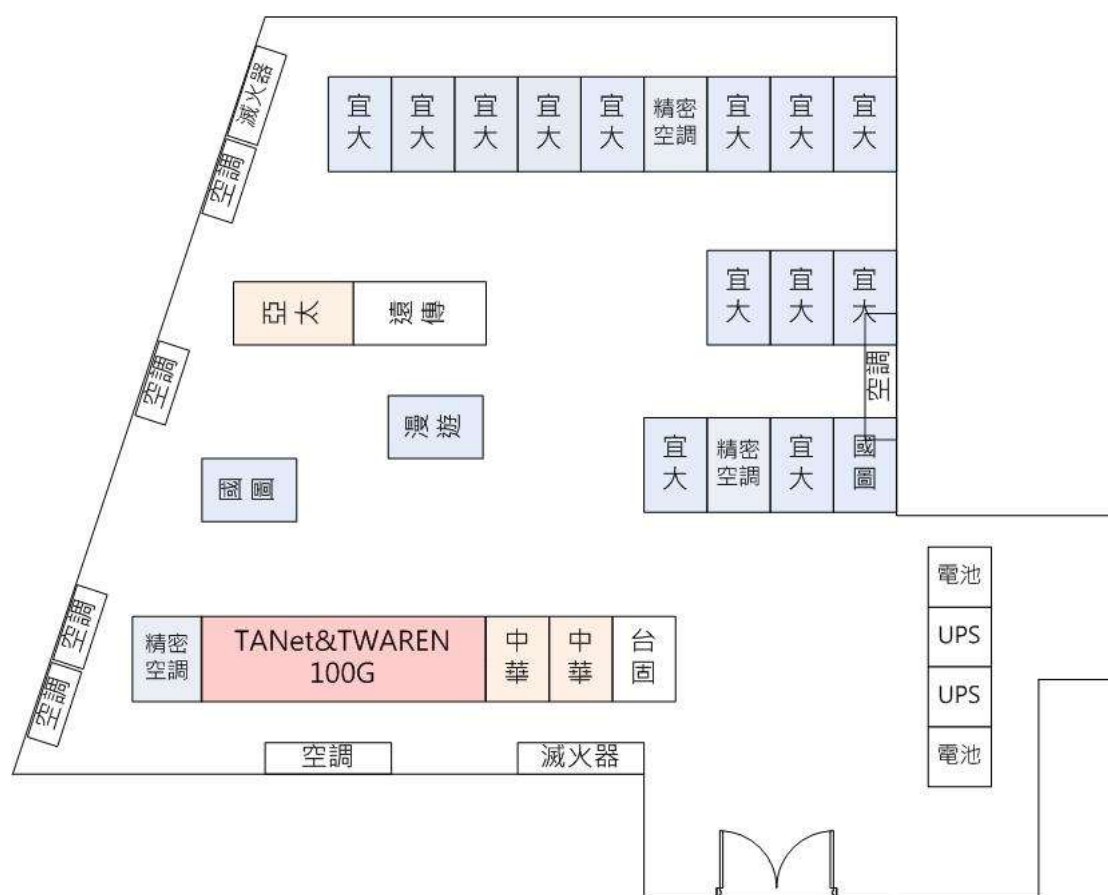 滅火器
空調
宜大
宜大
宜大
宜大
宜大
精密
空調
宜大
宜大
宜大
亞太
遠傳
宜大
宜大
宜大
空調
空調
漫遊
國圖
宜大
精密
空調
宜大
國圖
電池
UPS
UPS
電池
空調
空調
精密
空調
TANet&TWAREN
100G
中華
中華
台固
空調
滅火器